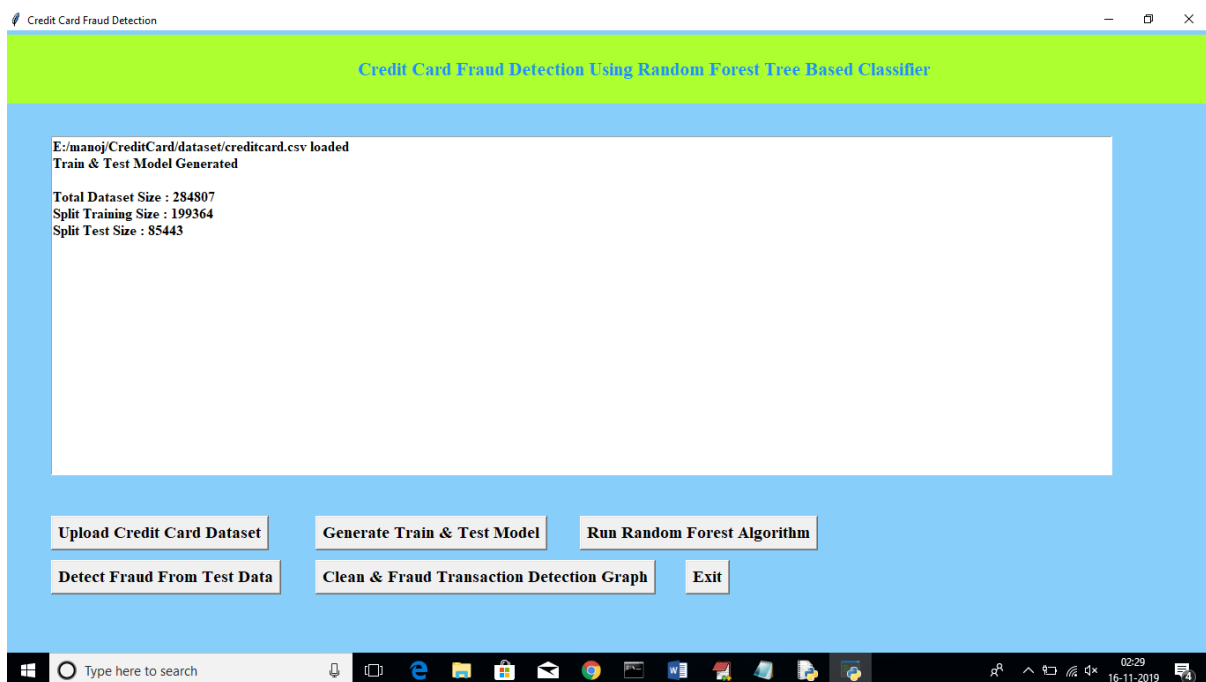 Credit Card Fraud Detection
Credit Card Fraud Detection Using Random Forest Tree Based Classifier
E:/manoj/CreditCard/dataset/creditcard.csv loaded
Train & Test Model Generated
Total Dataset Size : 284807
Split Training Size : 199364
Split Test Size : 85443
Upload Credit Card Dataset
Generate Train & Test Model
Run Random Forest Algorithm
Detect Fraud From Test Data
Clean & Fraud Transaction Detection Graph
Exit
Type here to search
02:29
16-11-2019
4